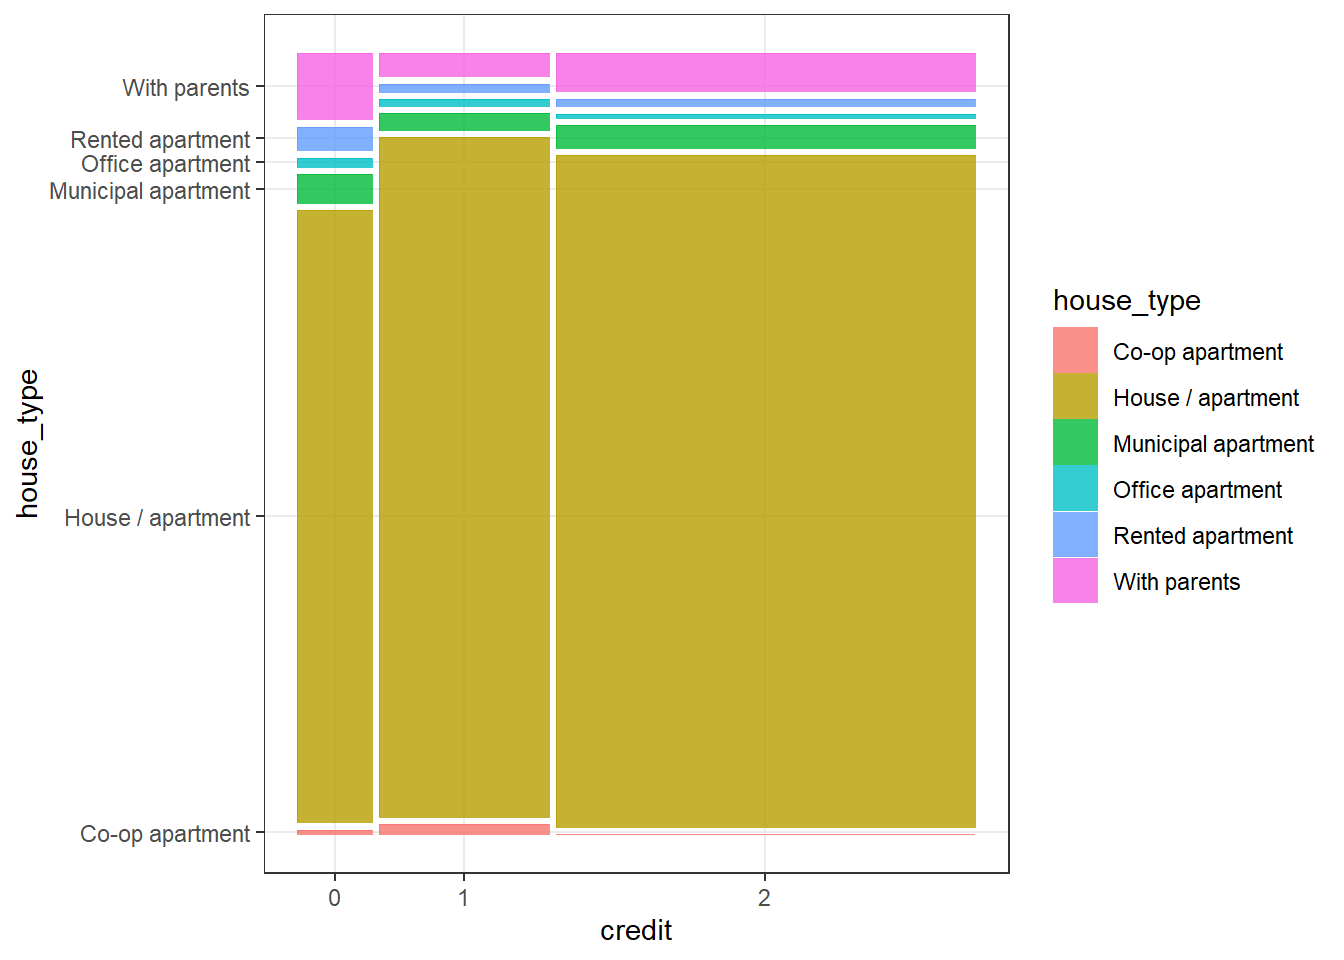 With parents
Rented apartment
Office apartment
Municipal apartment
House / apartment
Co-op apartment
house_type
0 1 2
credit
house_type
Co-op apartment
House / apartment
Municipal apartment
Office apartment
Rented apartment
With parents